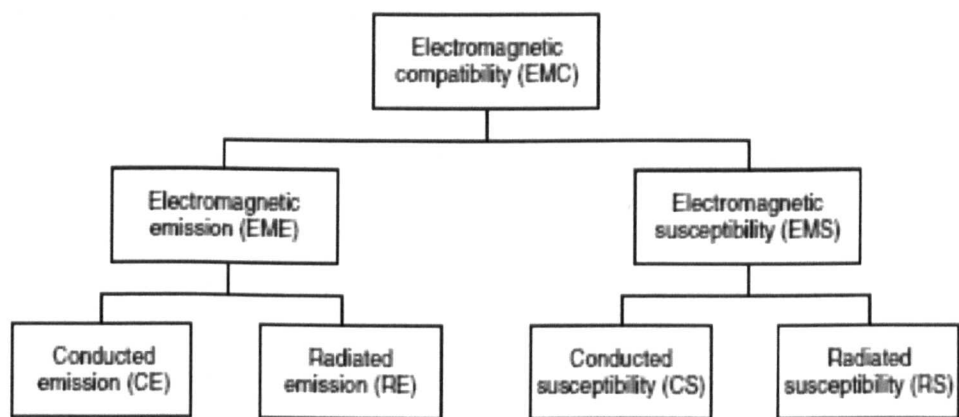 Electromagnetic
compatibility (EMC)
Electromagnetic
emission (EME)
Electromagnetic
susceptibility (EMS)
Conducted
emission (CE)
Radiated
emission (RE)
Conducted
susceptibility (CS)
Radiated
susceptibility (RS)